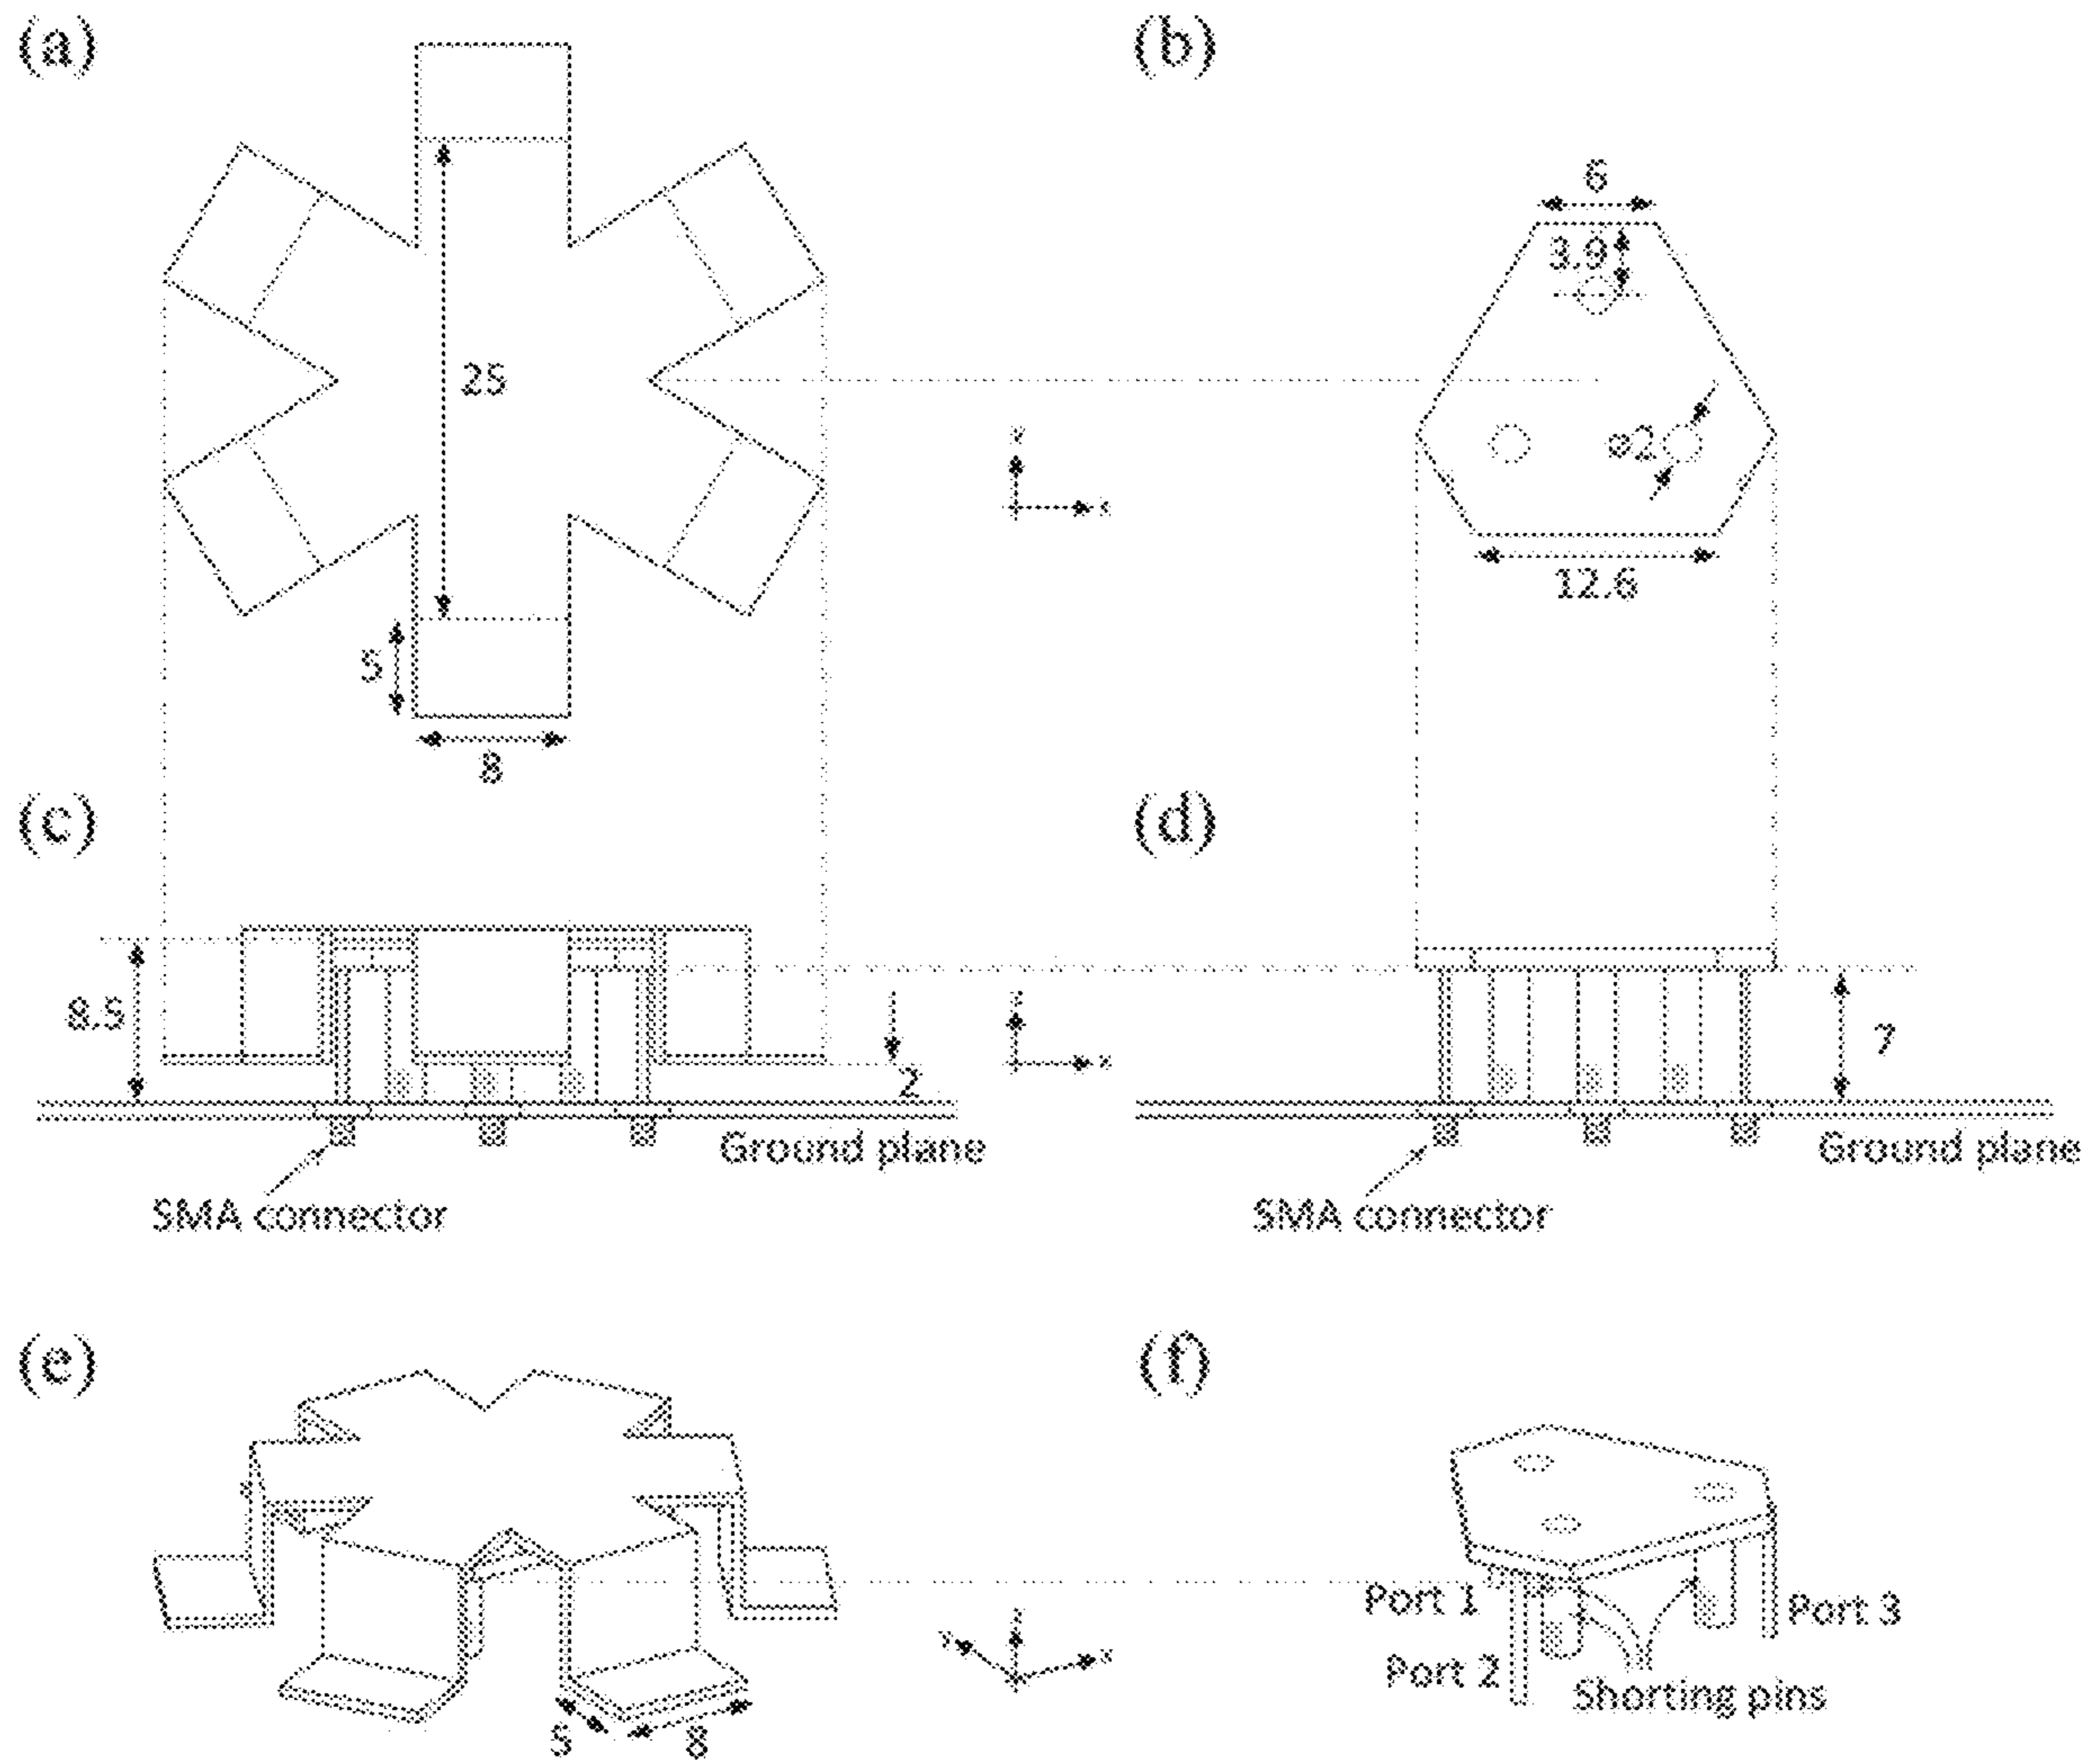 (a)
(b)
6
3.9
25
ø2
Y
X
12.6
5
8
(c)
(d)
8.5
Z
X
2
7
Ground plane
Ground plane
SMA connector
SMA connector
(e)
(f)
Port 1
Port 3
Y
Z
X
Port 2
Shorting pins
5
8